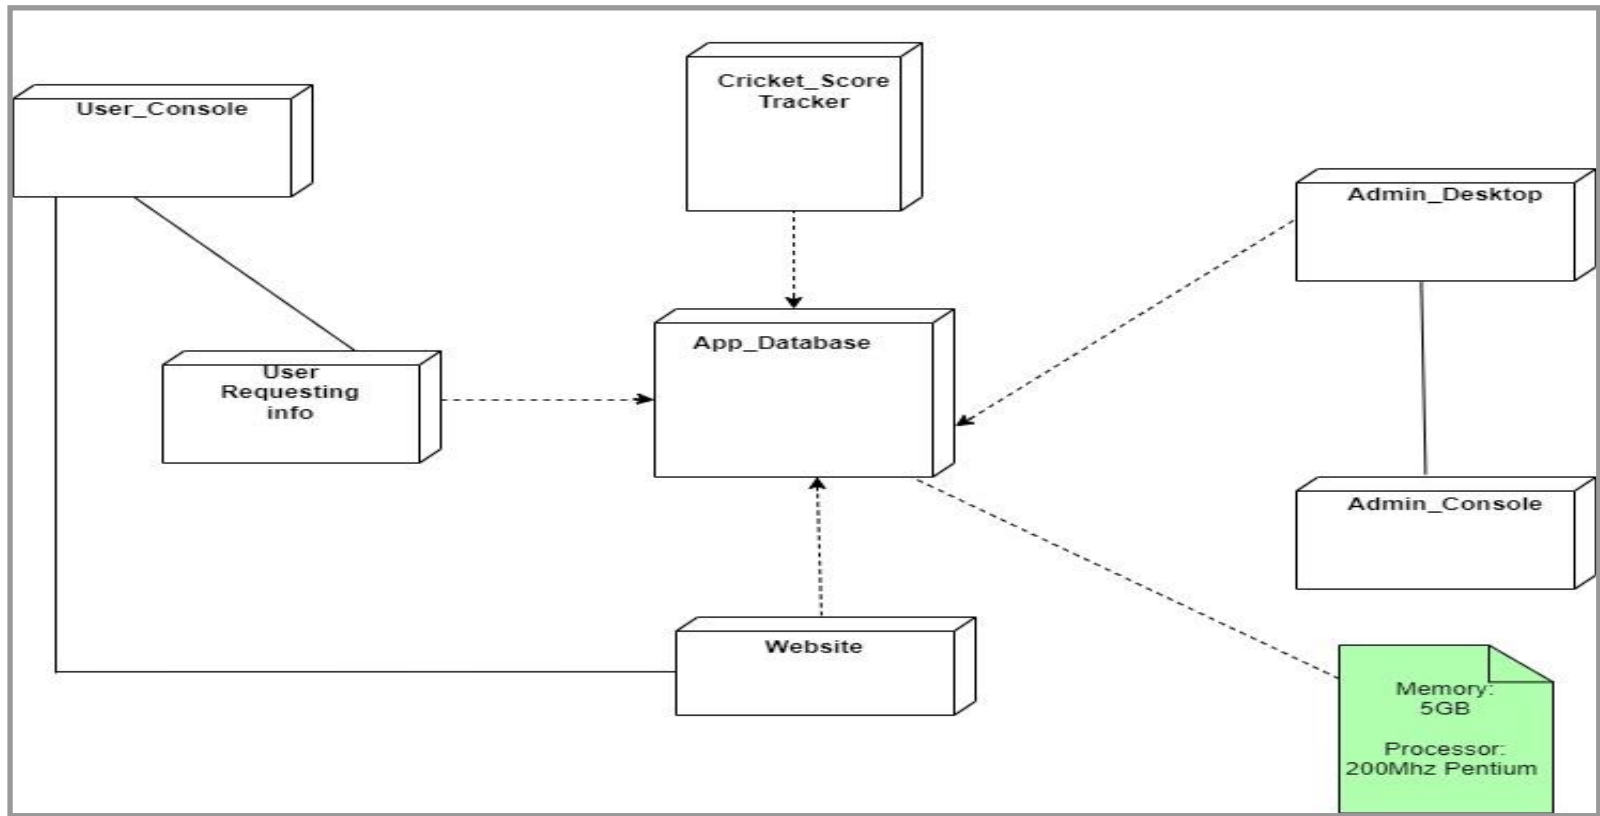 Cricket_Score
Tracker
User_Console
Admin_Desktop
App_Database
User
Requesting
info
Admin_Console
Website
Memory:
5GB
Processor:
200Mhz Pentium